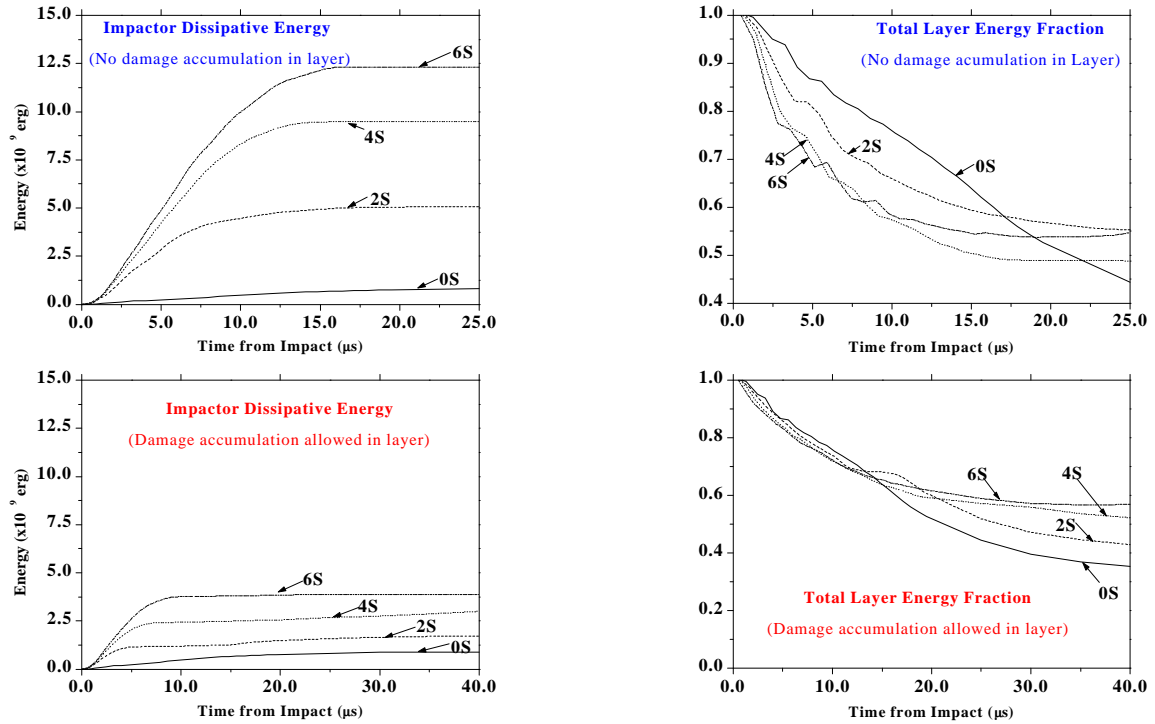 Impactor Dissipative Energy
(No damage acumulation in layer)
6S
4S
2S
0S
15.0
12.5
10.0
7.5
5.0
2.5
0.0
Energy (x10 9 erg)
0.0 5.0 10.0 15.0 20.0 25.0
Time from Impact (μs)
Total Layer Energy Fraction
(No damage acumulation in Layer)
2S
4S
0S
6S
1.0
0.9
0.8
0.7
0.6
0.5
0.4
0.0 5.0 10.0 15.0 20.0 25.0
Time from Impact (μs)
Impactor Dissipative Energy
(Damage accumulation allowed in layer)
6S
4S
2S
0S
15.0
12.5
10.0
7.5
5.0
2.5
0.0
Energy (x10 9 erg)
0.0 10.0 20.0 30.0 40.0
Time from Impact (μs)
6S
4S
2S
0S
Total Layer Energy Fraction
(Damage accumulation allowed in layer)
1.0
0.8
0.6
0.4
0.2
0.0
0.0 10.0 20.0 30.0 40.0
Time from Impact (μs)